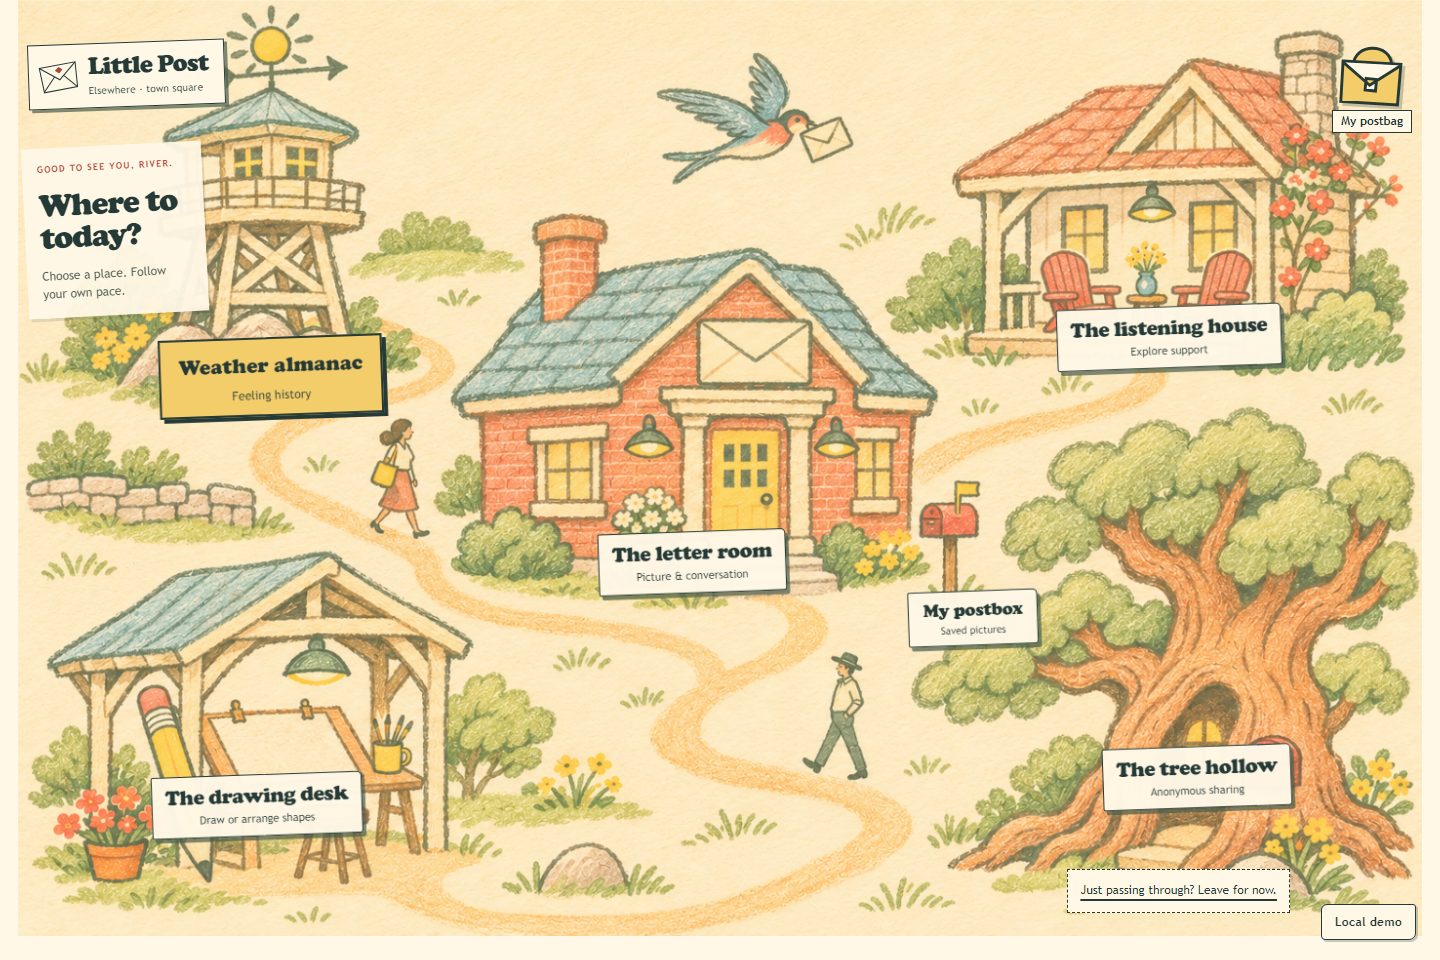 Little Post
Elsewhere · town square
My postbag
GOOD TO SEE YOU, RIVER.
Where to
today?
Choose a place. Follow
your own pace.
The listening house
Explore support
Weather almanac
Feeling history
The letter room
Picture & conversation
My postbox
Saved pictures
The tree hollow
Anonymous sharing
The drawing desk
Draw or arrange shapes
Just passing through? Leave for now.
Local demo